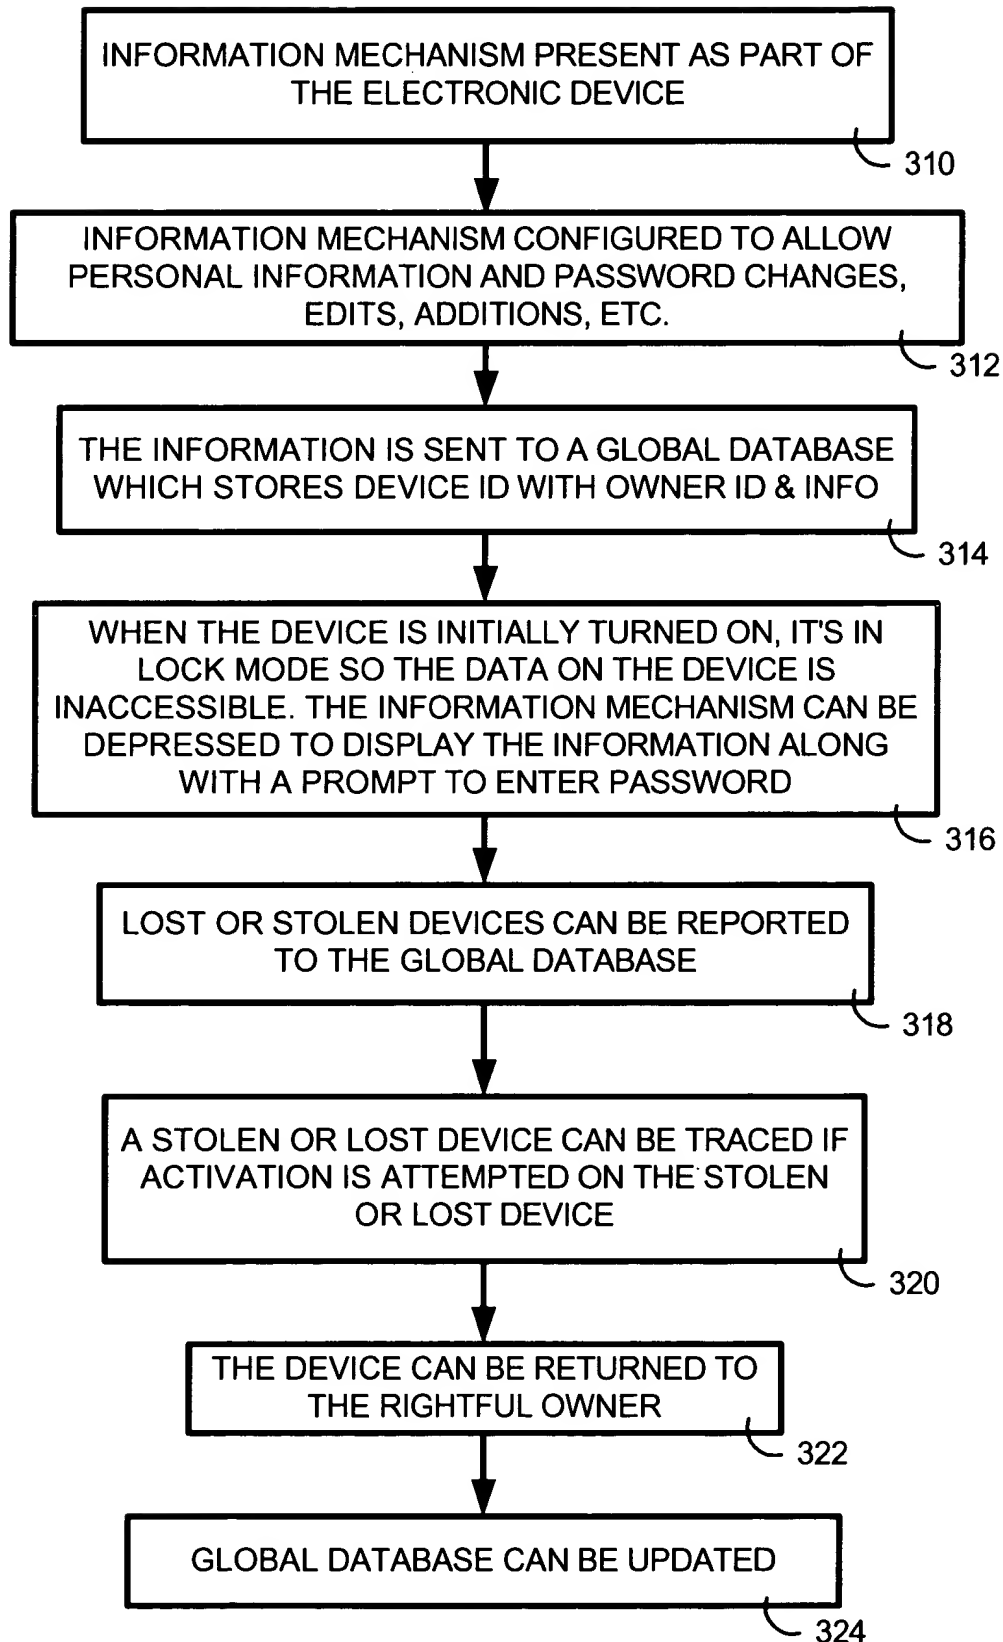 INFORMATION MECHANISM PRESENT AS PART OF
THE ELECTRONIC DEVICE
310
INFORMATION MECHANISM CONFIGURED TO ALLOW
PERSONAL INFORMATION AND PASSWORD CHANGES,
EDITS, ADDITIONS, ETC.
312
THE INFORMATION IS SENT TO A GLOBAL DATABASE
WHICH STORES DEVICE ID WITH OWNER ID & INFO
314
WHEN THE DEVICE IS INITIALLY TURNED ON, IT'S IN
LOCK MODE SO THE DATA ON THE DEVICE IS
INACCESSIBLE. THE INFORMATION MECHANISM CAN BE
DEPRESSED TO DISPLAY THE INFORMATION ALONG
WITH A PROMPT TO ENTER PASSWORD
316
LOST OR STOLEN DEVICES CAN BE REPORTED
TO THE GLOBAL DATABASE
318
A STOLEN OR LOST DEVICE CAN BE TRACED IF
ACTIVATION IS ATTEMPTED ON THE STOLEN
OR LOST DEVICE
320
THE DEVICE CAN BE RETURNED TO
THE RIGHTFUL OWNER
322
GLOBAL DATABASE CAN BE UPDATED
324